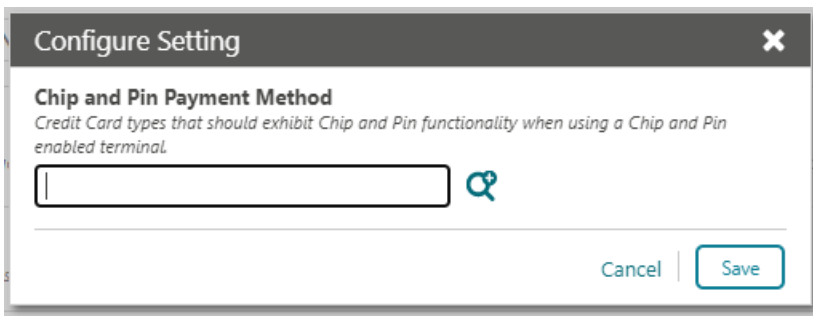 Configure Setting
Chip and Pin Payment Method
Credit Card types that should exhibit Chip and Pin functionality when using a Chip and Pin
enabled terminal.
Cancel
Save